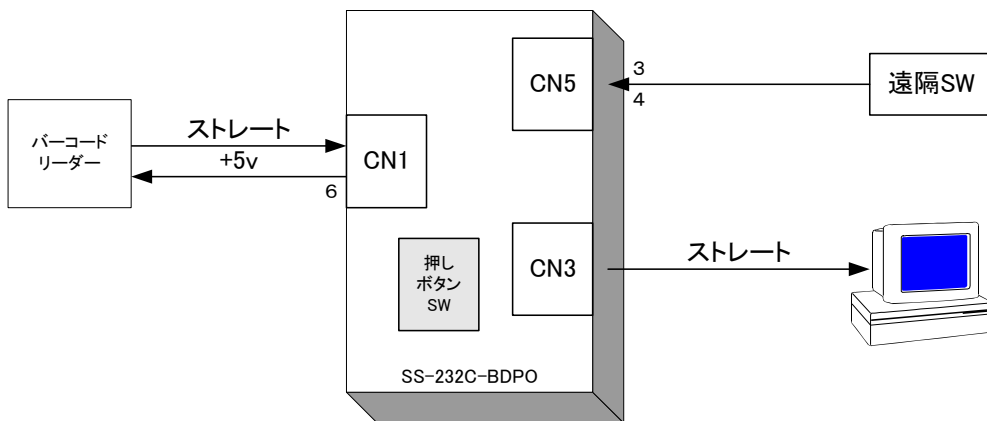 バーコード
リーダー
ストレート
+5v
6
CN1
CN5
3
4
遠隔SW
押し
ボタン
SW
CN3
ストレート
SS-232C-BDPO